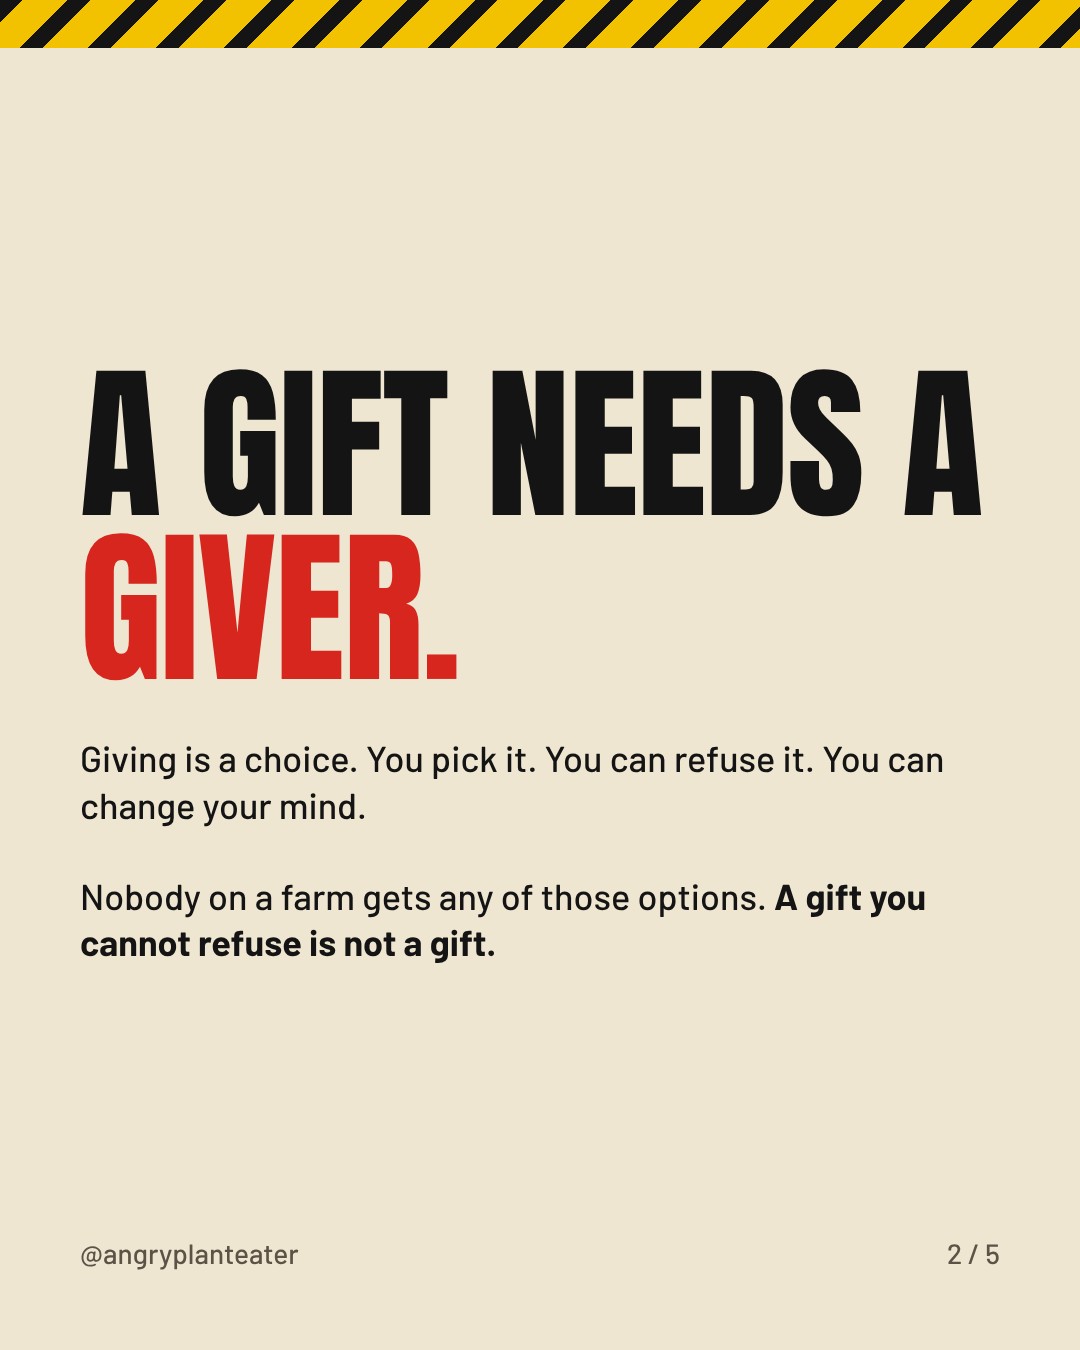 A GIFT NEEDS A
GIVER.
Giving is a choice. You pick it. You can refuse it. You can
change your mind.
Nobody on a farm gets any of those options. A gift you
cannot refuse is not a gift.
@angryplanteater
2 / 5